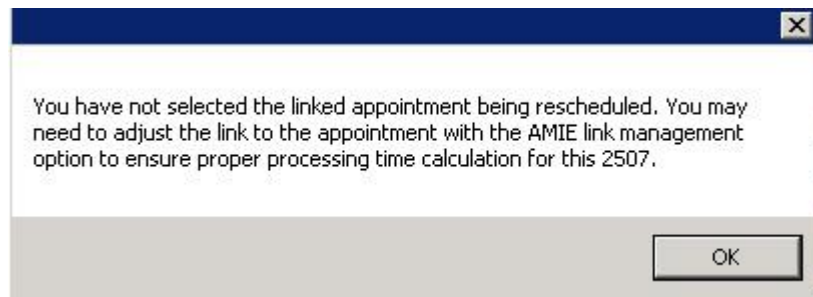 You have not selected the linked appointment being rescheduled. You may
need to adjust the link to the appointment with the AMIE link management
option to ensure proper processing time calculation for this 2507.
OK